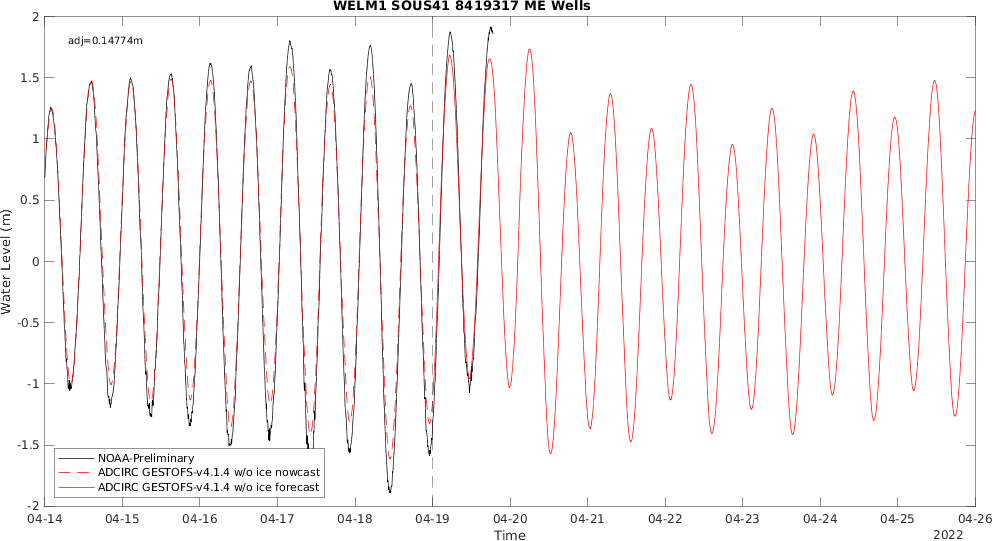 WELM1 SOUS41 8419317 ME Wells
adj=0.14774m
2
1.5
1
0.5
0
-0.5
-1
-1.5
-2
Water Level (m)
NOAA-Preliminary
ADCIRC GESTOFS-v4.1.4 w/o ice nowcast
ADCIRC GESTOFS-v4.1.4 w/o ice forecast
04-14 04-15 04-16 04-17 04-18 04-19 04-20 04-21 04-22 04-23 04-24 04-25 04-26
Time
2022